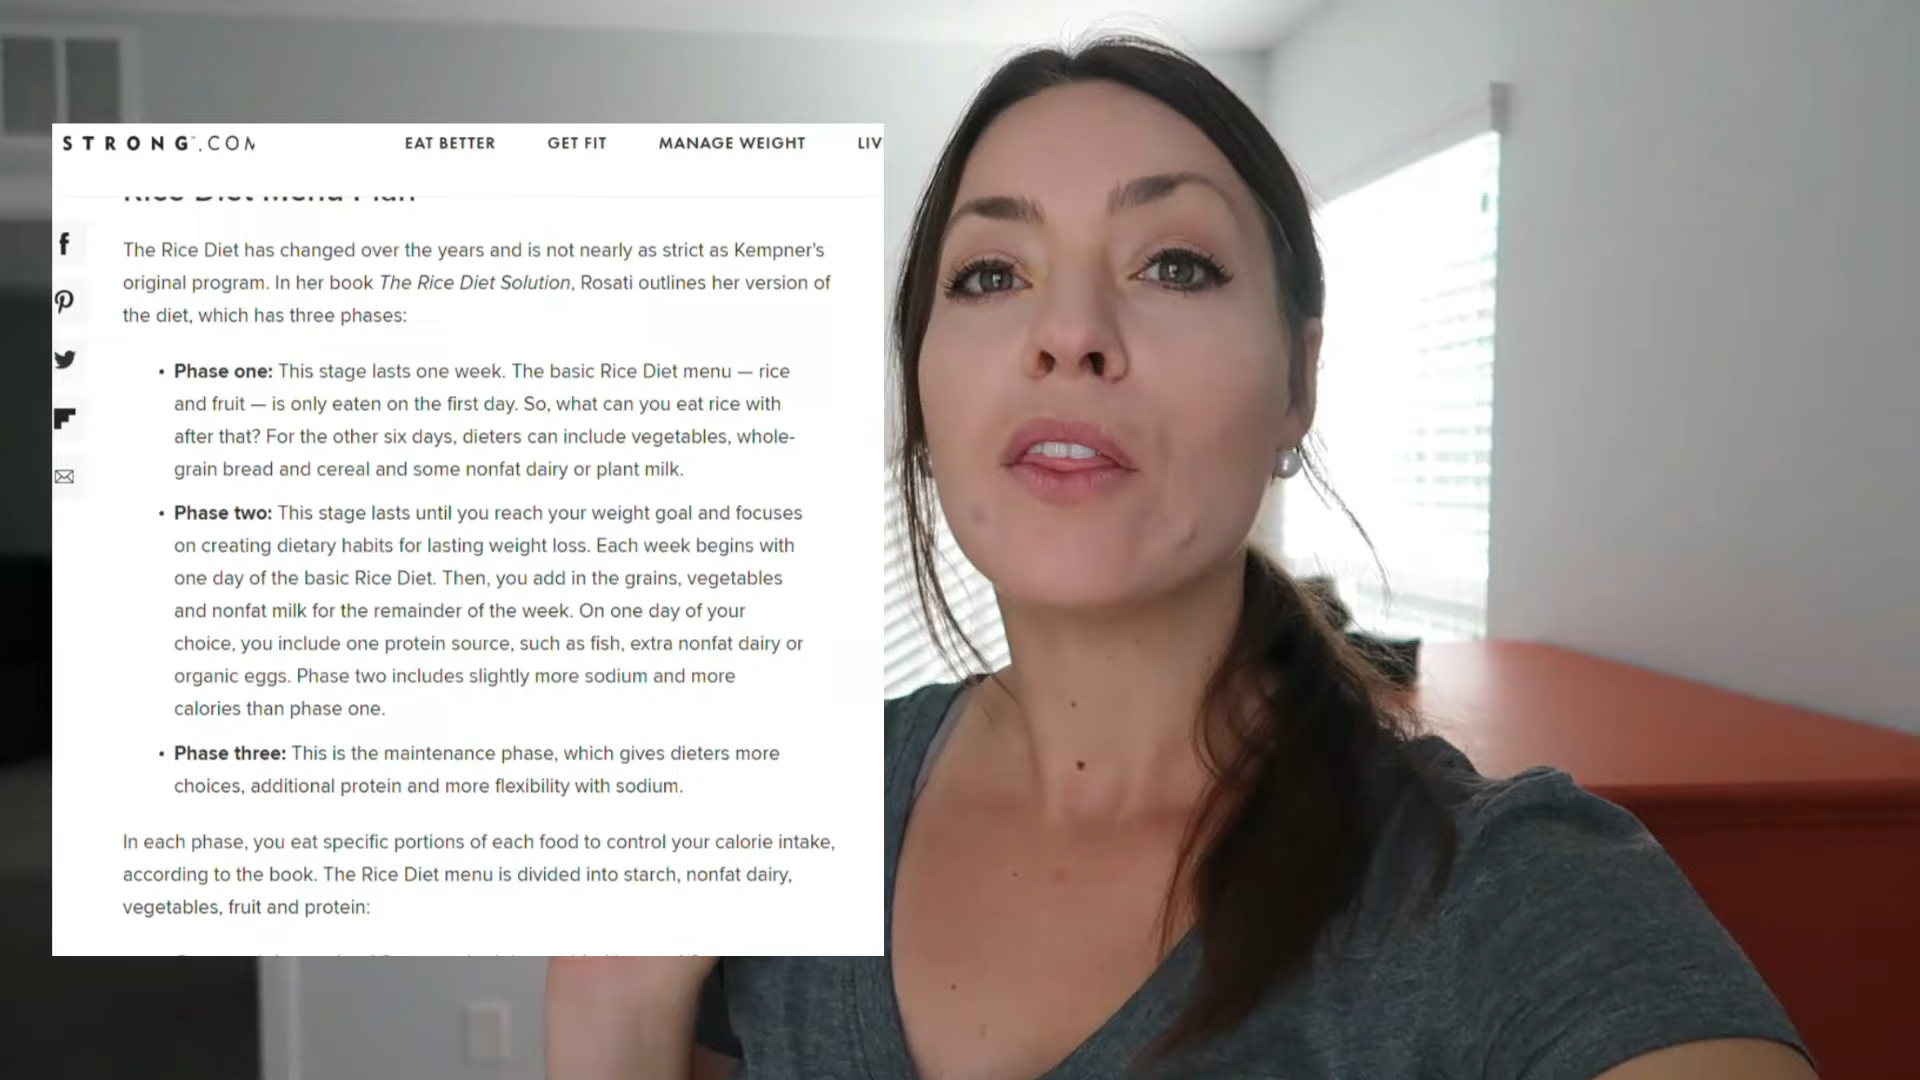 STRONG.COM
EAT BETTER GET FIT MANAGE WEIGHT LIV
Rice Diet Menu Plan
The Rice Diet has changed over the years and is not nearly as strict as Kempner's
original program. In her book The Rice Diet Solution, Rosati outlines her version of
the diet, which has three phases:
• Phase one: This stage lasts one week. The basic Rice Diet menu — rice
and fruit — is only eaten on the first day. So, what can you eat rice with
after that? For the other six days, dieters can include vegetables, whole-
grain bread and cereal and some nonfat dairy or plant milk.
• Phase two: This stage lasts until you reach your weight goal and focuses
on creating dietary habits for lasting weight loss. Each week begins with
one day of the basic Rice Diet. Then, you add in the grains, vegetables
and nonfat milk for the remainder of the week. On one day of your
choice, you include one protein source, such as fish, extra nonfat dairy or
organic eggs. Phase two includes slightly more sodium and more
calories than phase one.
• Phase three: This is the maintenance phase, which gives dieters more
choices, additional protein and more flexibility with sodium.
In each phase, you eat specific portions of each food to control your calorie intake,
according to the book. The Rice Diet menu is divided into starch, nonfat dairy,
vegetables, fruit and protein: